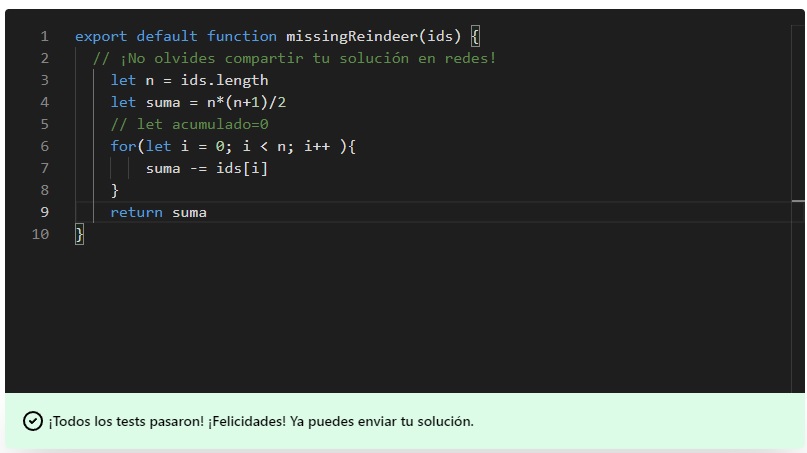 1 export default function missingReindeer(ids) {
2 // ¡No olvides compartir tu solución en redes!
3 let n = ids.length
4 let suma = n*(n+1)/2
5 // let acumulado=0
6 for(let i = 0; i < n; i++ ){
7 suma -= ids[i]
8 }
9 return suma
10 }
¡Todos los tests pasaron! ¡Felicidades! Ya puedes enviar tu solución.